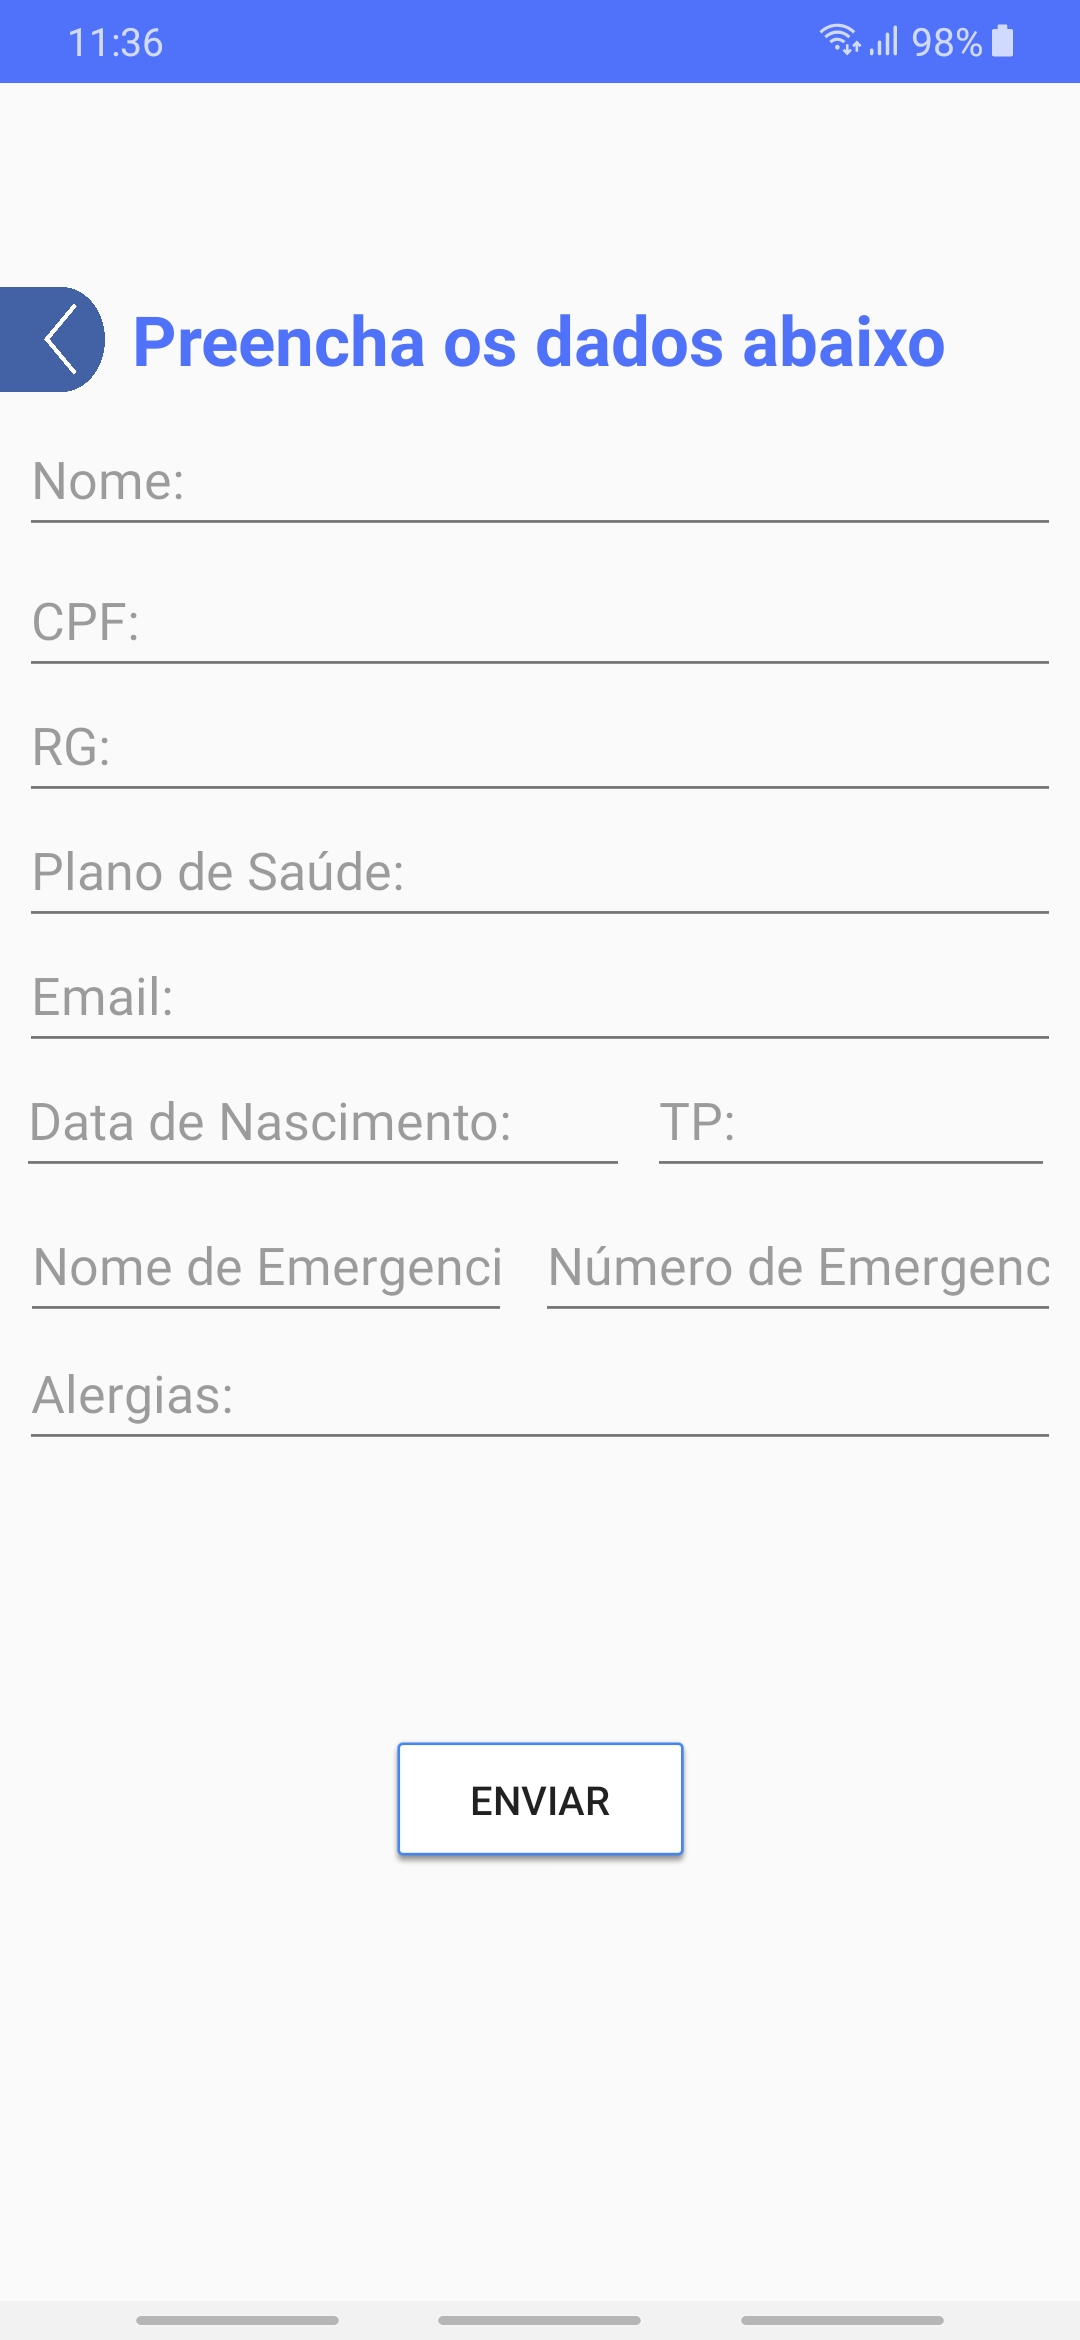 11:36 98%
Preencha os dados abaixo
Nome:
CPF:
RG:
Plano de Saúde:
Email:
Data de Nascimento: TP:
Nome de Emergenci Número de Emergenc
Alergias:
ENVIAR